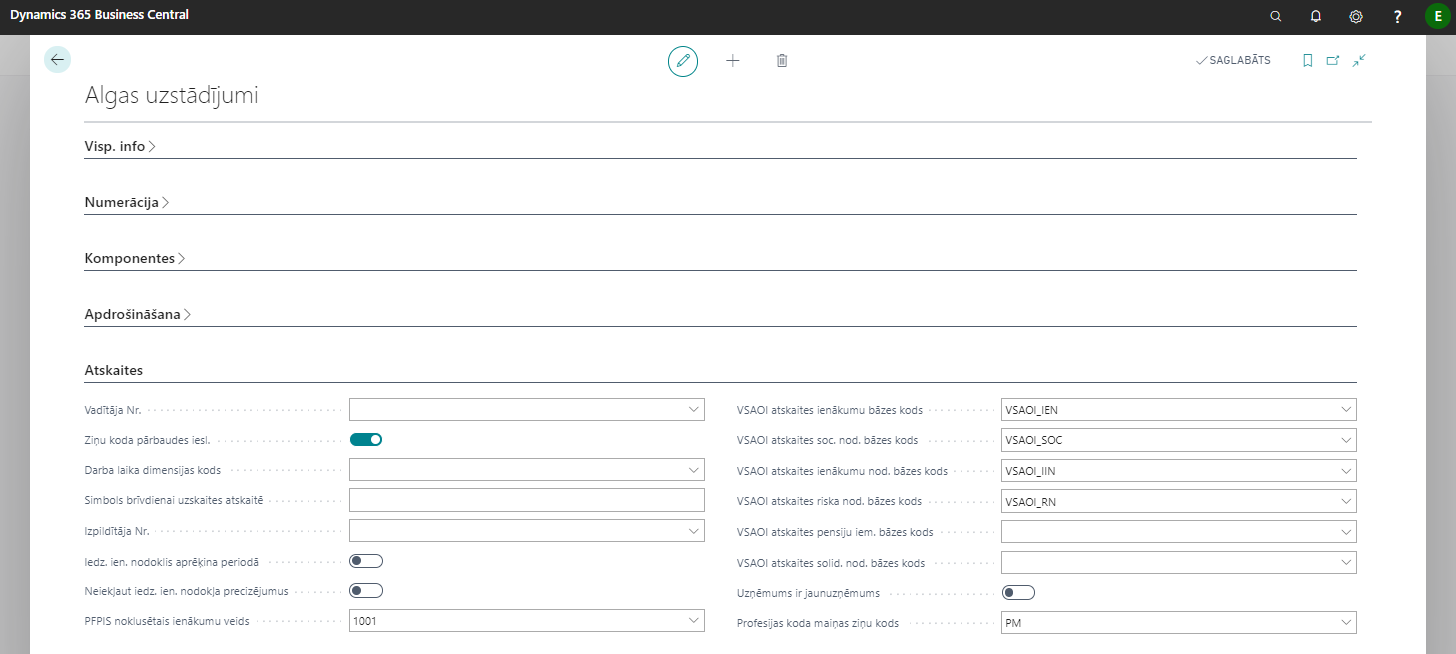 Dynamics 365 Business Central
?
E
SAGLABĀTS
Algas uzstādījumi
Visp. info
Numerācija
Komponentes
Apdrošināšana
Atskaites
Vadītāja Nr.
Ziņu koda pārbaudes iesl.
Darba laika dimensijas kods
Simbols brīvdienai uzskaites atskaitē
Izpildītāja Nr.
Iedz. ien. nodoklis aprēķina periodā
Neiekļaut iedz. ien. nodokļa precizējumus
PFPIS noklusētais ienākumu veids 1001
VSAOI atskaites ienākumu bāzes kods VSAOI_IEN
VSAOI atskaites soc. nod. bāzes kods VSAOI_SOC
VSAOI atskaites ienākumu nod. bāzes kods VSAOI_IIN
VSAOI atskaites riska nod. bāzes kods VSAOI_RN
VSAOI atskaites pensiju iem. bāzes kods
VSAOI atskaites solid. nod. bāzes kods
Uzņēmums ir jaunuzņēmums
Profesijas koda maiņas ziņu kods PM